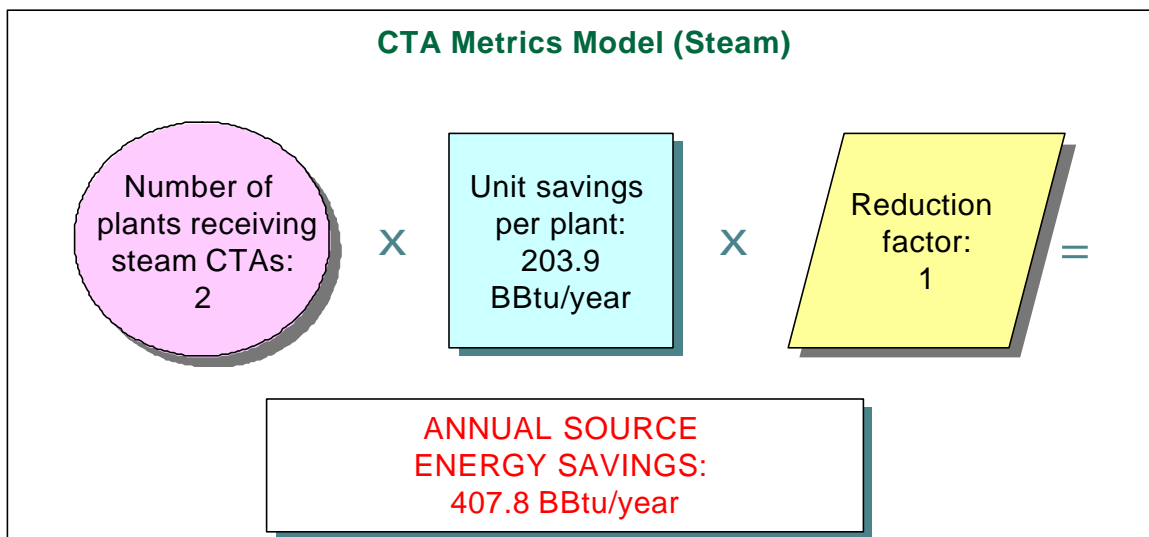 CTA Metrics Model (Steam)
Number of
plants receiving
steam CTAs:
2
x
Unit savings
per plant:
203.9
BBtu/year
x
Reduction
factor:
1
=
ANNUAL SOURCE
ENERGY SAVINGS:
407.8 BBtu/year